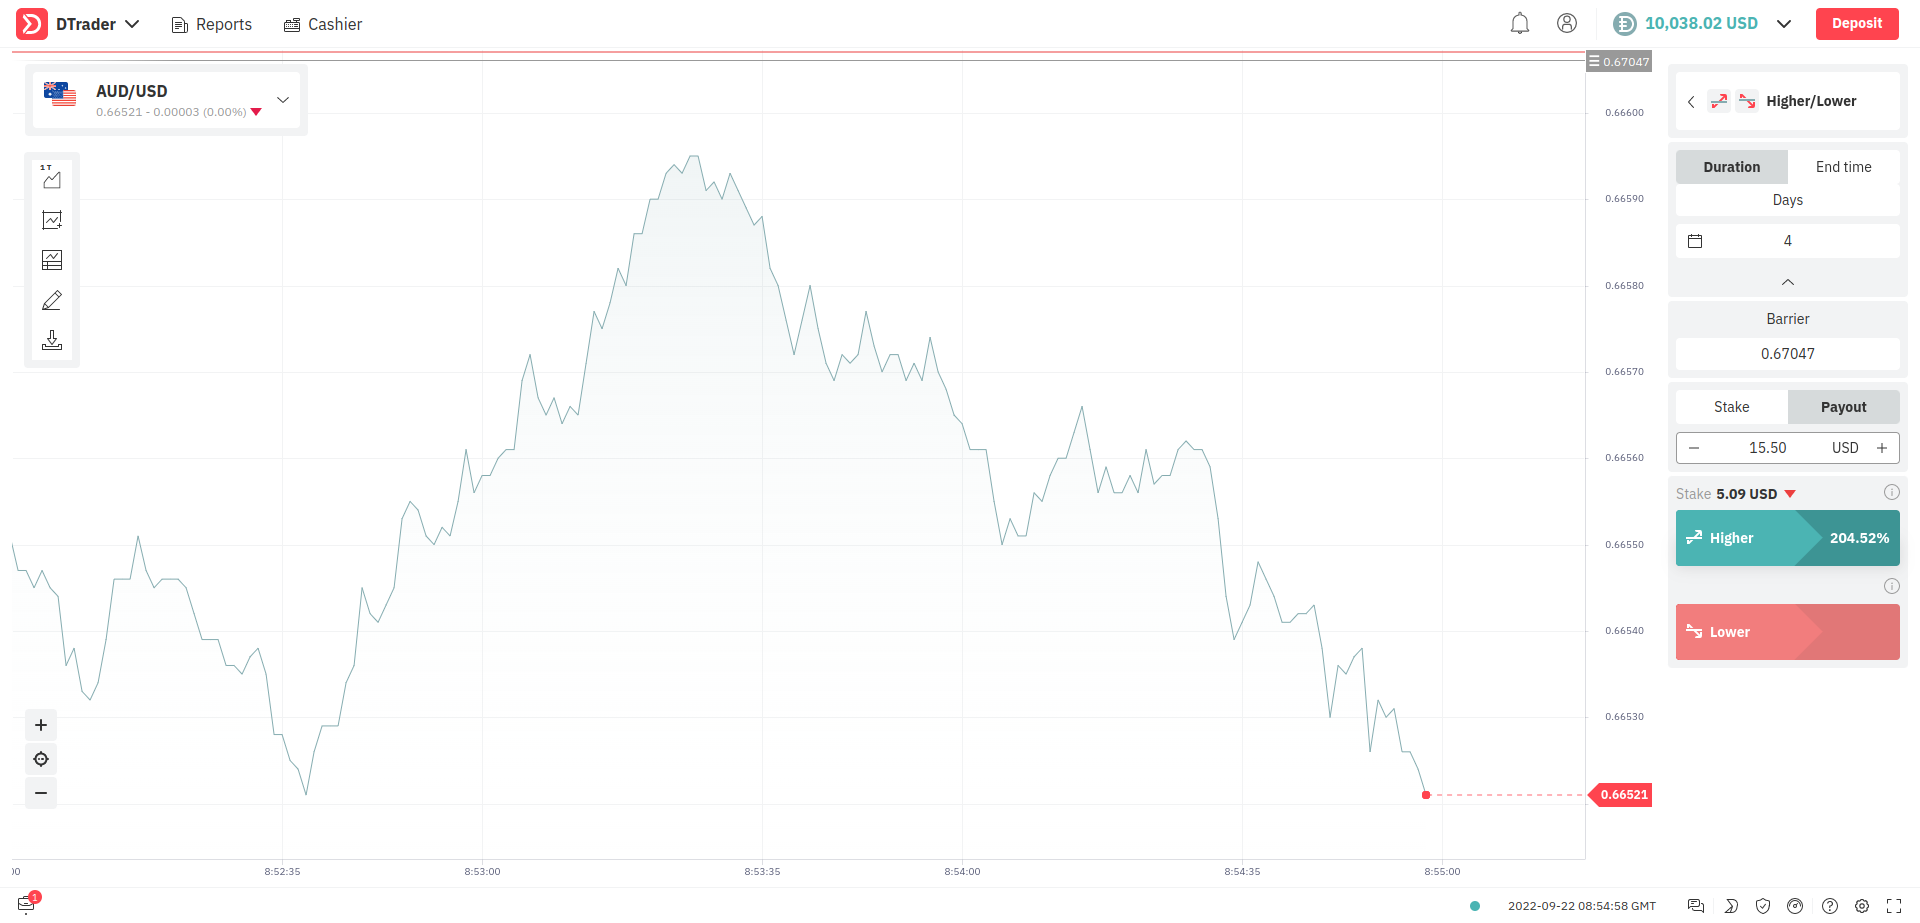 DTrader
Reports
Cashier
10,038.02 USD
Deposit
AUD/USD
0.66521 - 0.00003 (0.00%)
1T
0.67047
0.66600
0.66590
0.66580
0.66570
0.66560
0.66550
0.66540
0.66530
0.66521
8:52:35
8:53:00
8:53:35
8:54:00
8:54:35
8:55:00
Higher/Lower
Duration
End time
Days
4
Barrier
0.67047
Stake
Payout
15.50
USD
Stake 5.09 USD
Higher
204.52%
Lower
1
2022-09-22 08:54:58 GMT